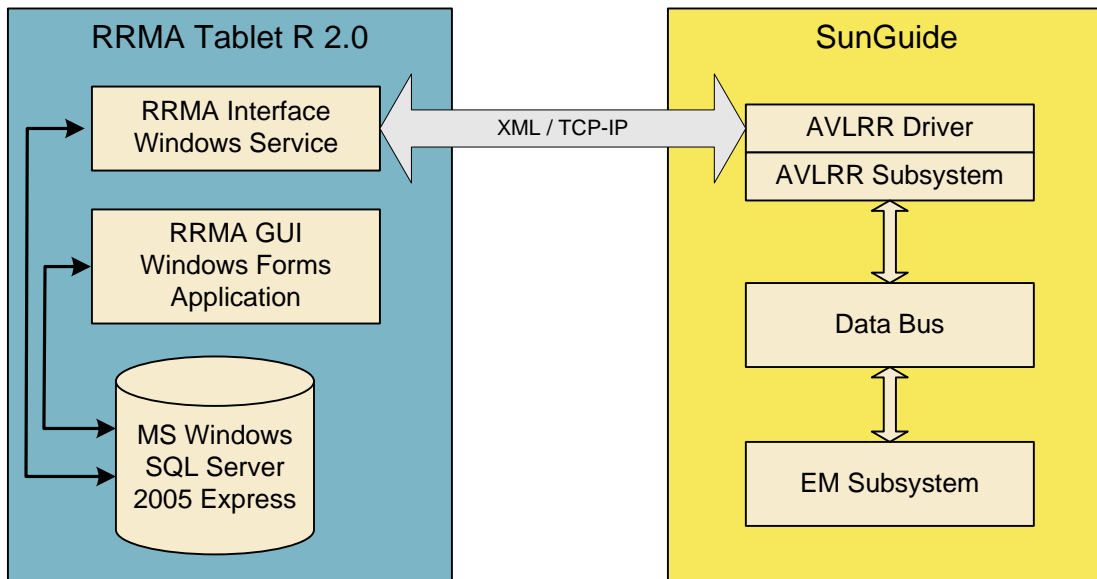 RRMA Tablet R 2.0
RRMA Interface
Windows Service
RRMA GUI
Windows Forms
Application
MS Windows
SQL Server
2005 Express
XML / TCP-IP
SunGuide
AVLRR Driver
AVLRR Subsystem
Data Bus
EM Subsystem